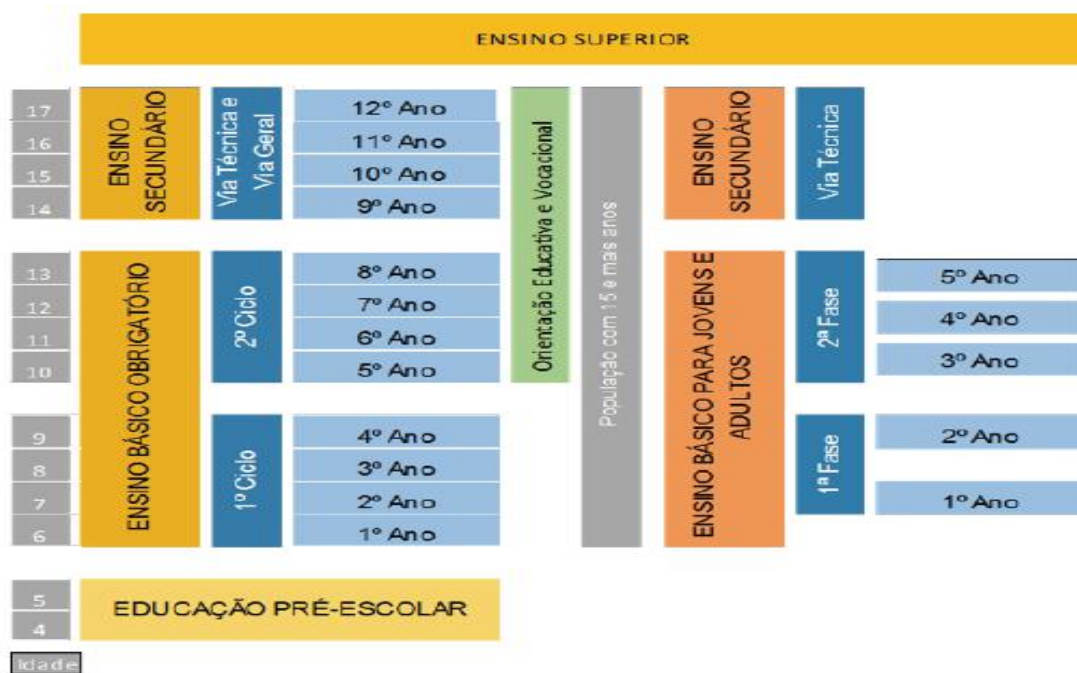 ENSINO SUPERIOR
17
16
15
14
ENSINO
SECUNDÁRIO
Via Técnica e
Via Geral
12º Ano
11º Ano
10º Ano
9º Ano
Orientação Educativa e Vocacional
População com 15 e mas anos
ENSINO
SECUNDÁRIO
Via Técnica
13
12
11
10
9
8
7
6
ENSINO BÁSICO OBRIGATÓRIO
2º Ciclo
8º Ano
7º Ano
6º Ano
5º Ano
1º Ciclo
4º Ano
3º Ano
2º Ano
1º Ano
ENSINO BÁSICO PARA JOVENS E
ADULTOS
2ª Fase
5º Ano
4º Ano
3º Ano
1ª Fase
2º Ano
1º Ano
5
4
EDUCAÇÃO PRÉ-ESCOLAR
idade